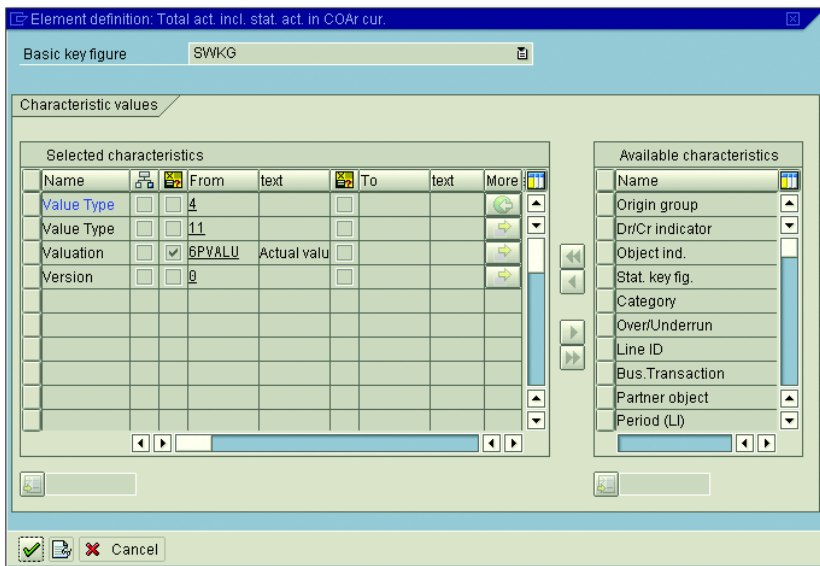 Element definition: Total act. incl. stat. act. in COAr cur.
Basic key figure SWKG
Characteristic values
Selected characteristics
Name From text To text More
Value Type 4
Value Type 11
Valuation 6PVALU Actual valu
Version 0
Available characteristics
Name
Origin group
Dr/Cr indicator
Object ind.
Stat. key fig.
Category
Over/Underrun
Line ID
Bus.Transaction
Partner object
Period (LI)
Cancel